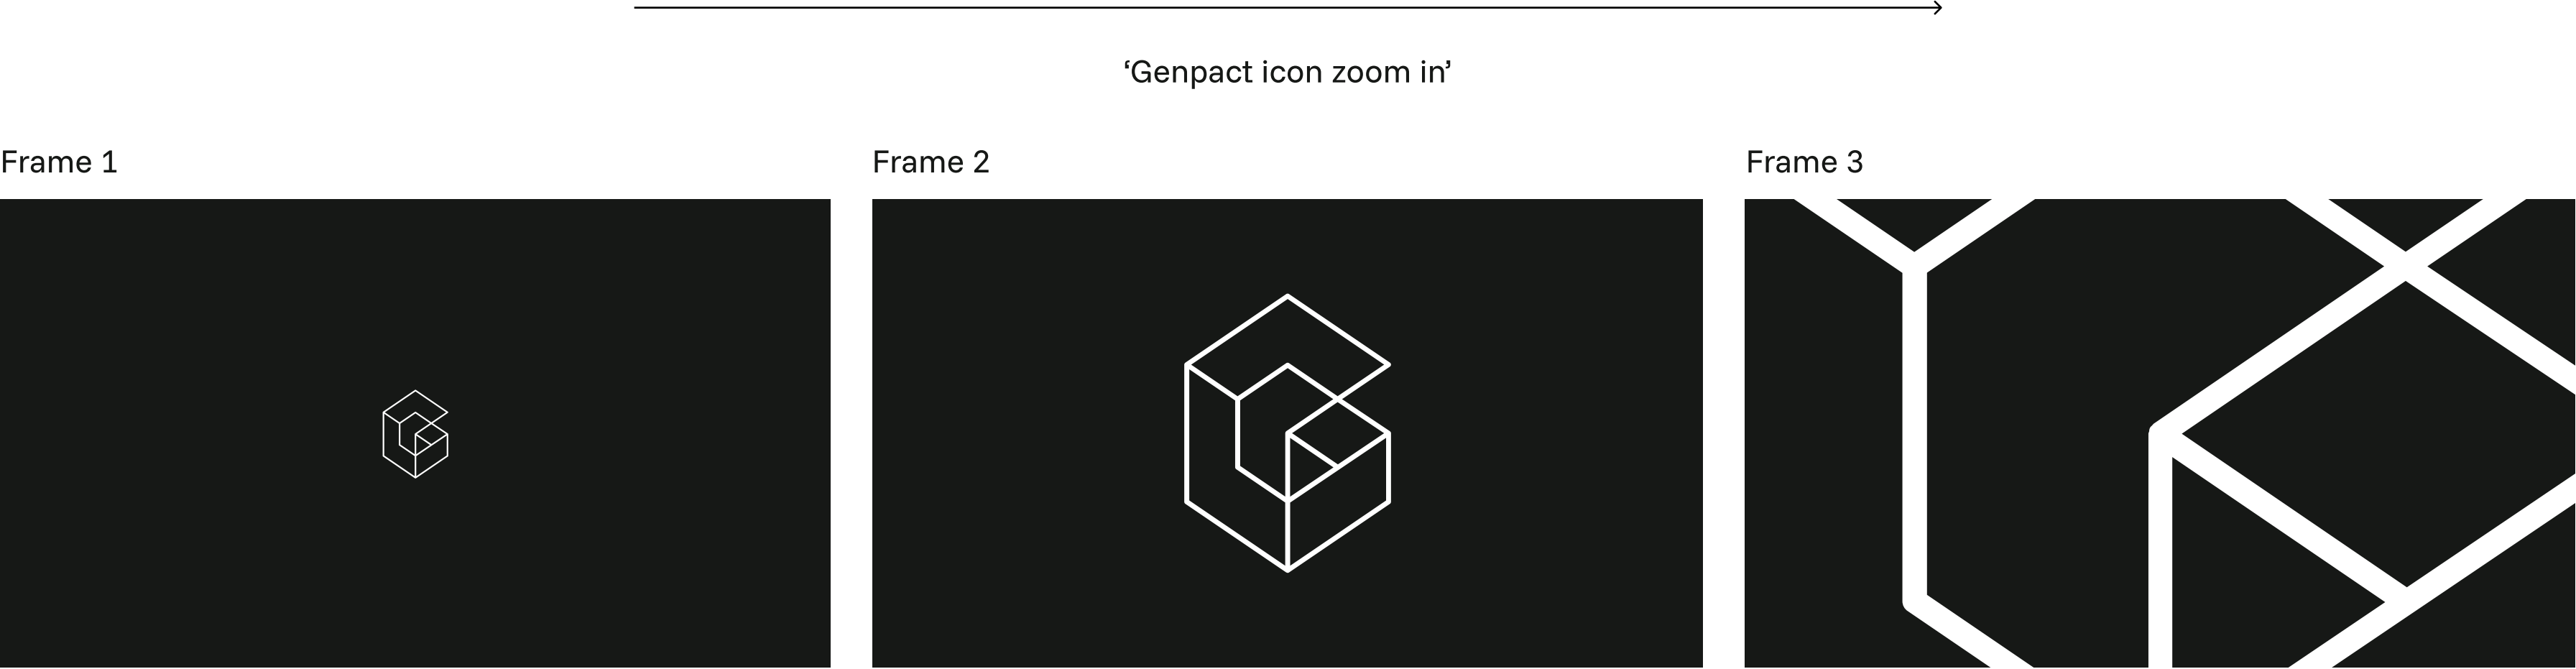 ‘Genpact icon zoom in’
Frame 1
Frame 2
Frame 3